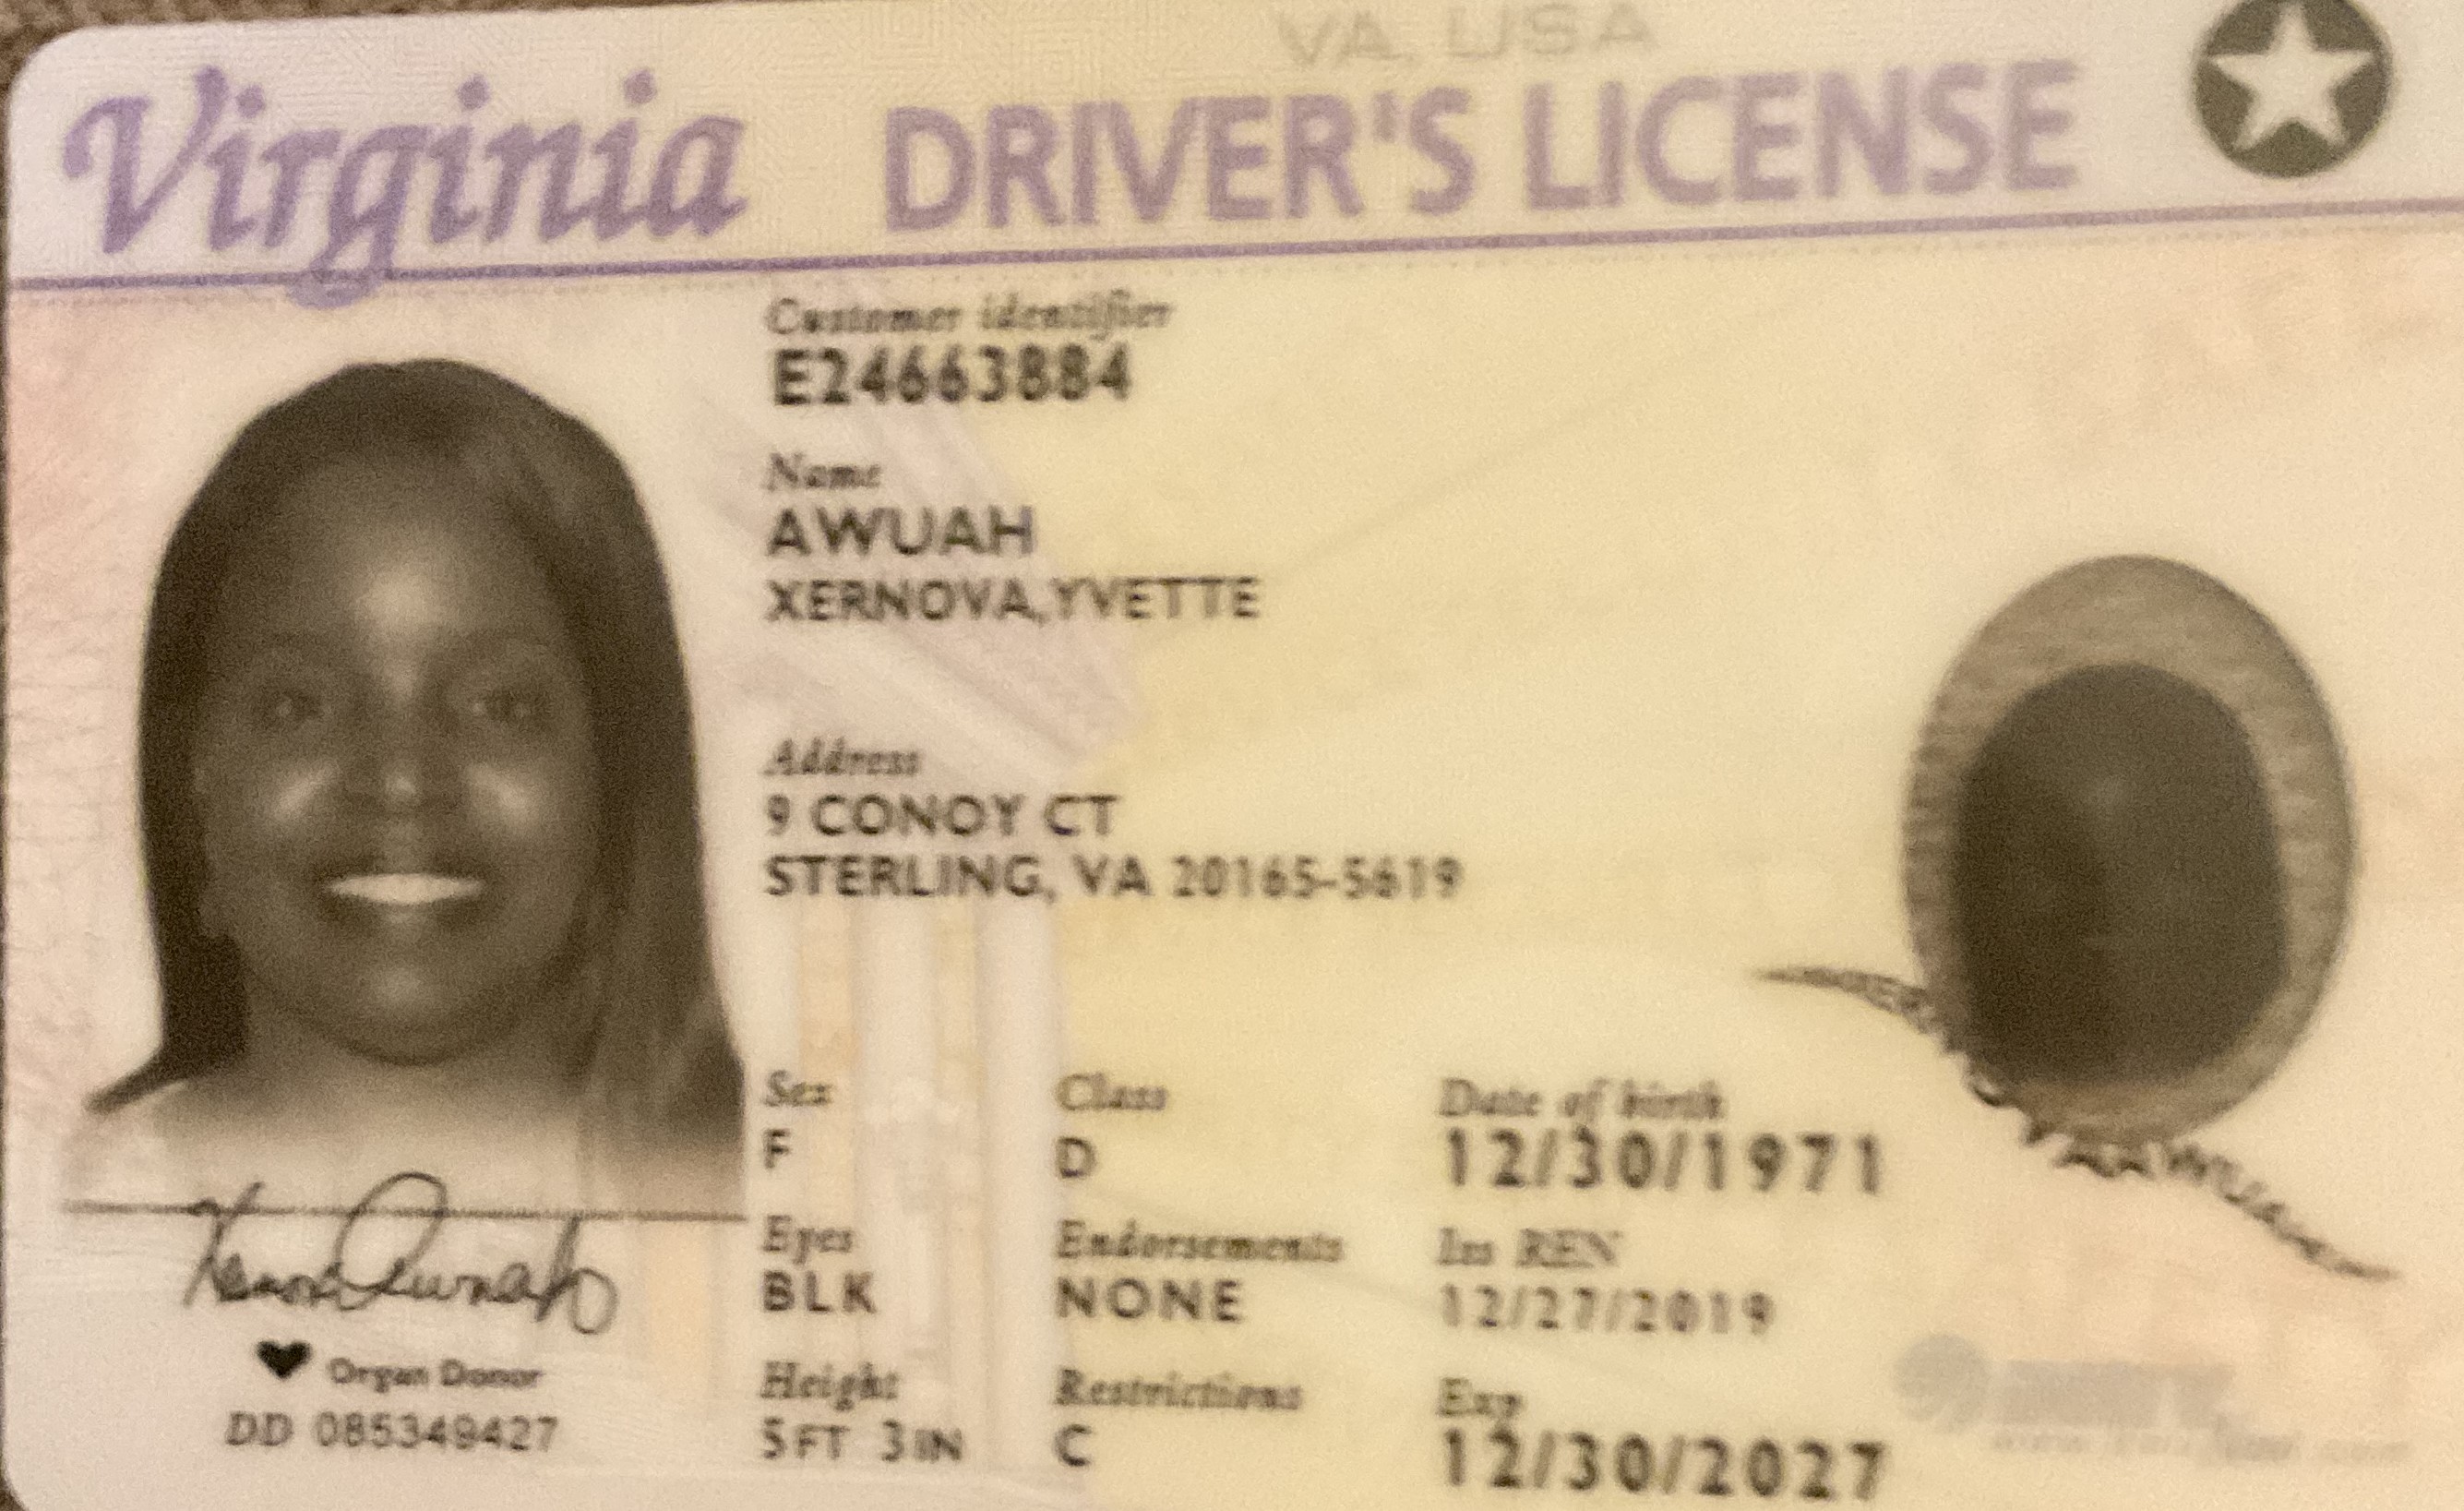 VA, USA
Virginia DRIVER'S LICENSE
Customer identifier
E24663884
Name
AWUAH
XERNOVA,YVETTE
Address
9 CONOY CT
STERLING, VA 20165-5619
Sex
F
Class
D
Date of birth
12/30/1971
Eyes
BLK
Endorsements
NONE
Iss REN
12/27/2019
Height
5FT 3IN
Restrictions
C
Exp
12/30/2027
Organ Donor
DD 085349427
AWUAH